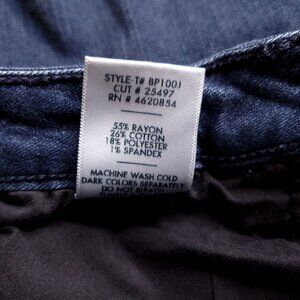 STYLE-T# BP100J
CUT # 25497
RN # 4620854
55% RAYON
26% COTTON
18% POLYESTER
1% SPANDEX
MACHINE WASH COLD
DARK COLORS SEPARATELY
DO NOT BLEACH